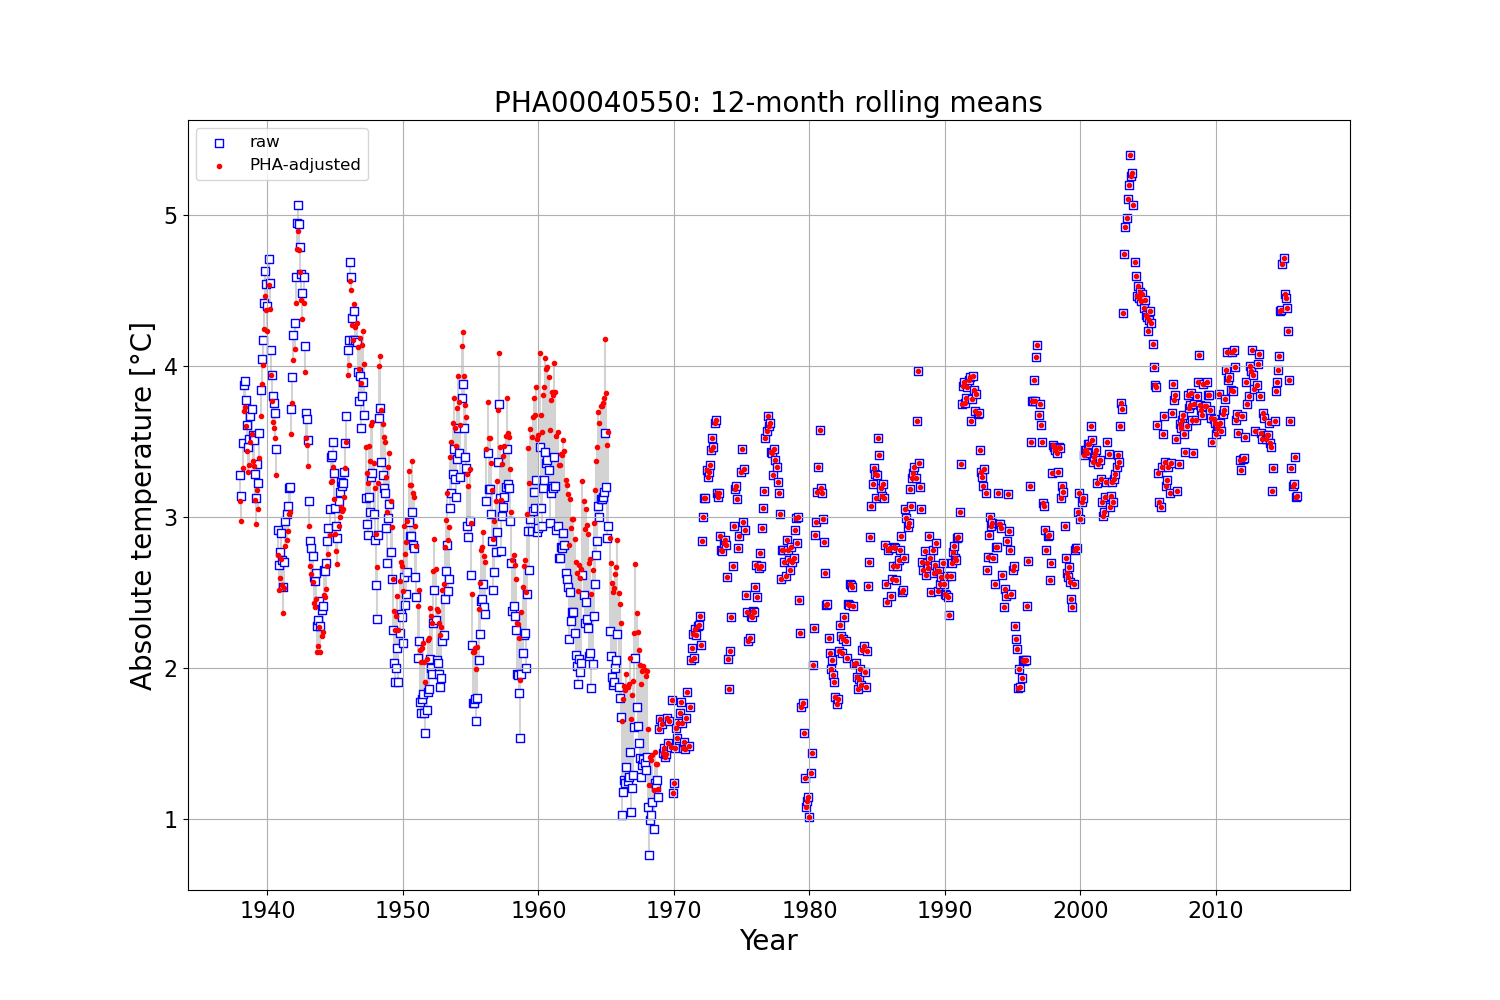 PHA00040550: 12-month rolling means
raw
PHA-adjusted
Absolute temperature [°C]
5
4
3
2
1
1940 1950 1960 1970 1980 1990 2000 2010
Year